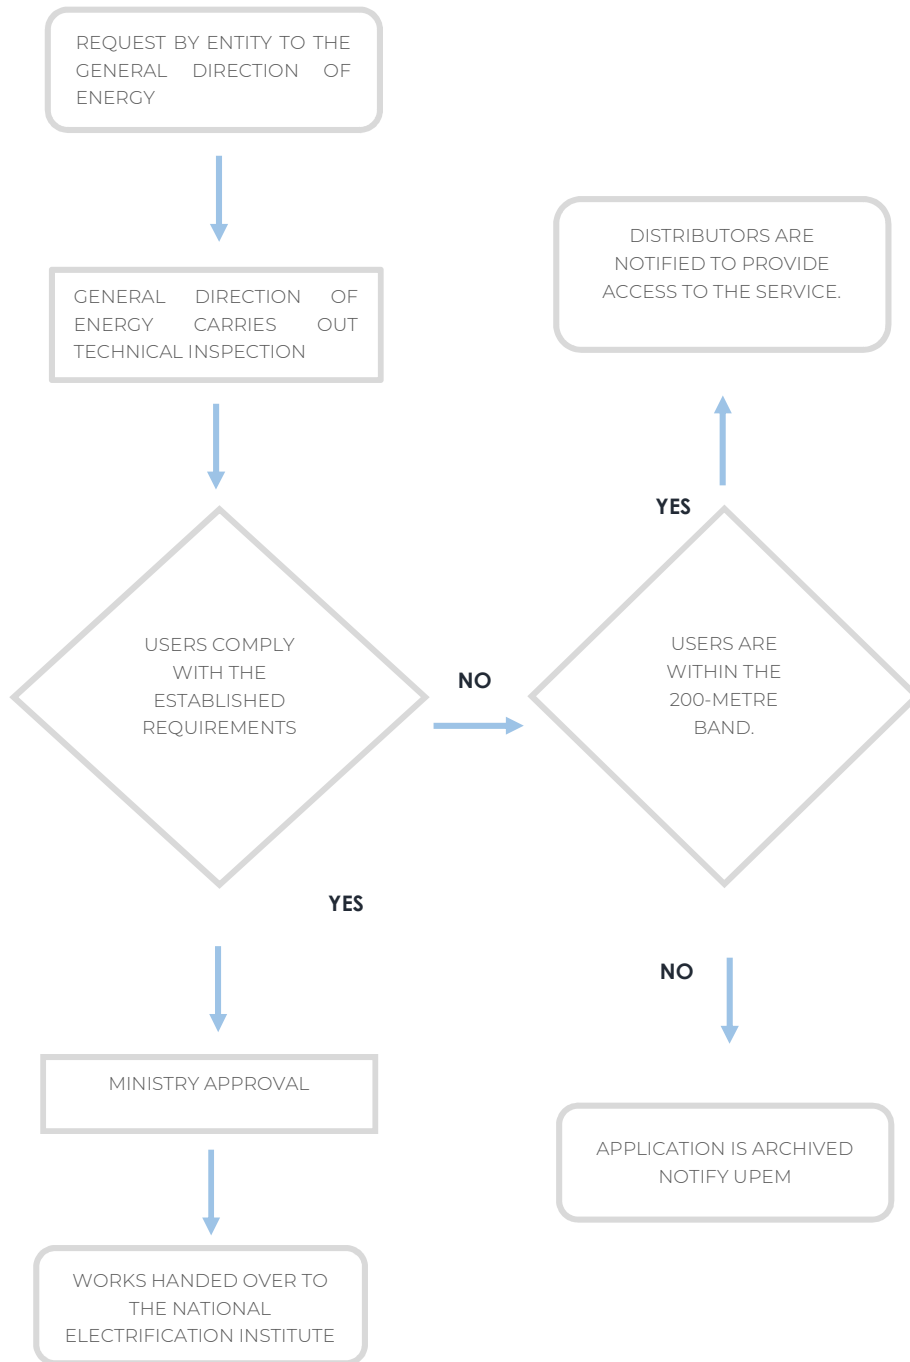 REQUEST BY ENTITY TO THE
GENERAL DIRECTION OF
ENERGY
GENERAL DIRECTION OF
ENERGY CARRIES OUT
TECHNICAL INSPECTION
DISTRIBUTORS ARE
NOTIFIED TO PROVIDE
ACCESS TO THE SERVICE.
YES
USERS COMPLY
WITH THE
ESTABLISHED
REQUIREMENTS
NO
USERS ARE
WITHIN THE
200-METRE
BAND.
YES
NO
MINISTRY APPROVAL
APPLICATION IS ARCHIVED
NOTIFY UPEM
WORKS HANDED OVER TO
THE NATIONAL
ELECTRIFICATION INSTITUTE